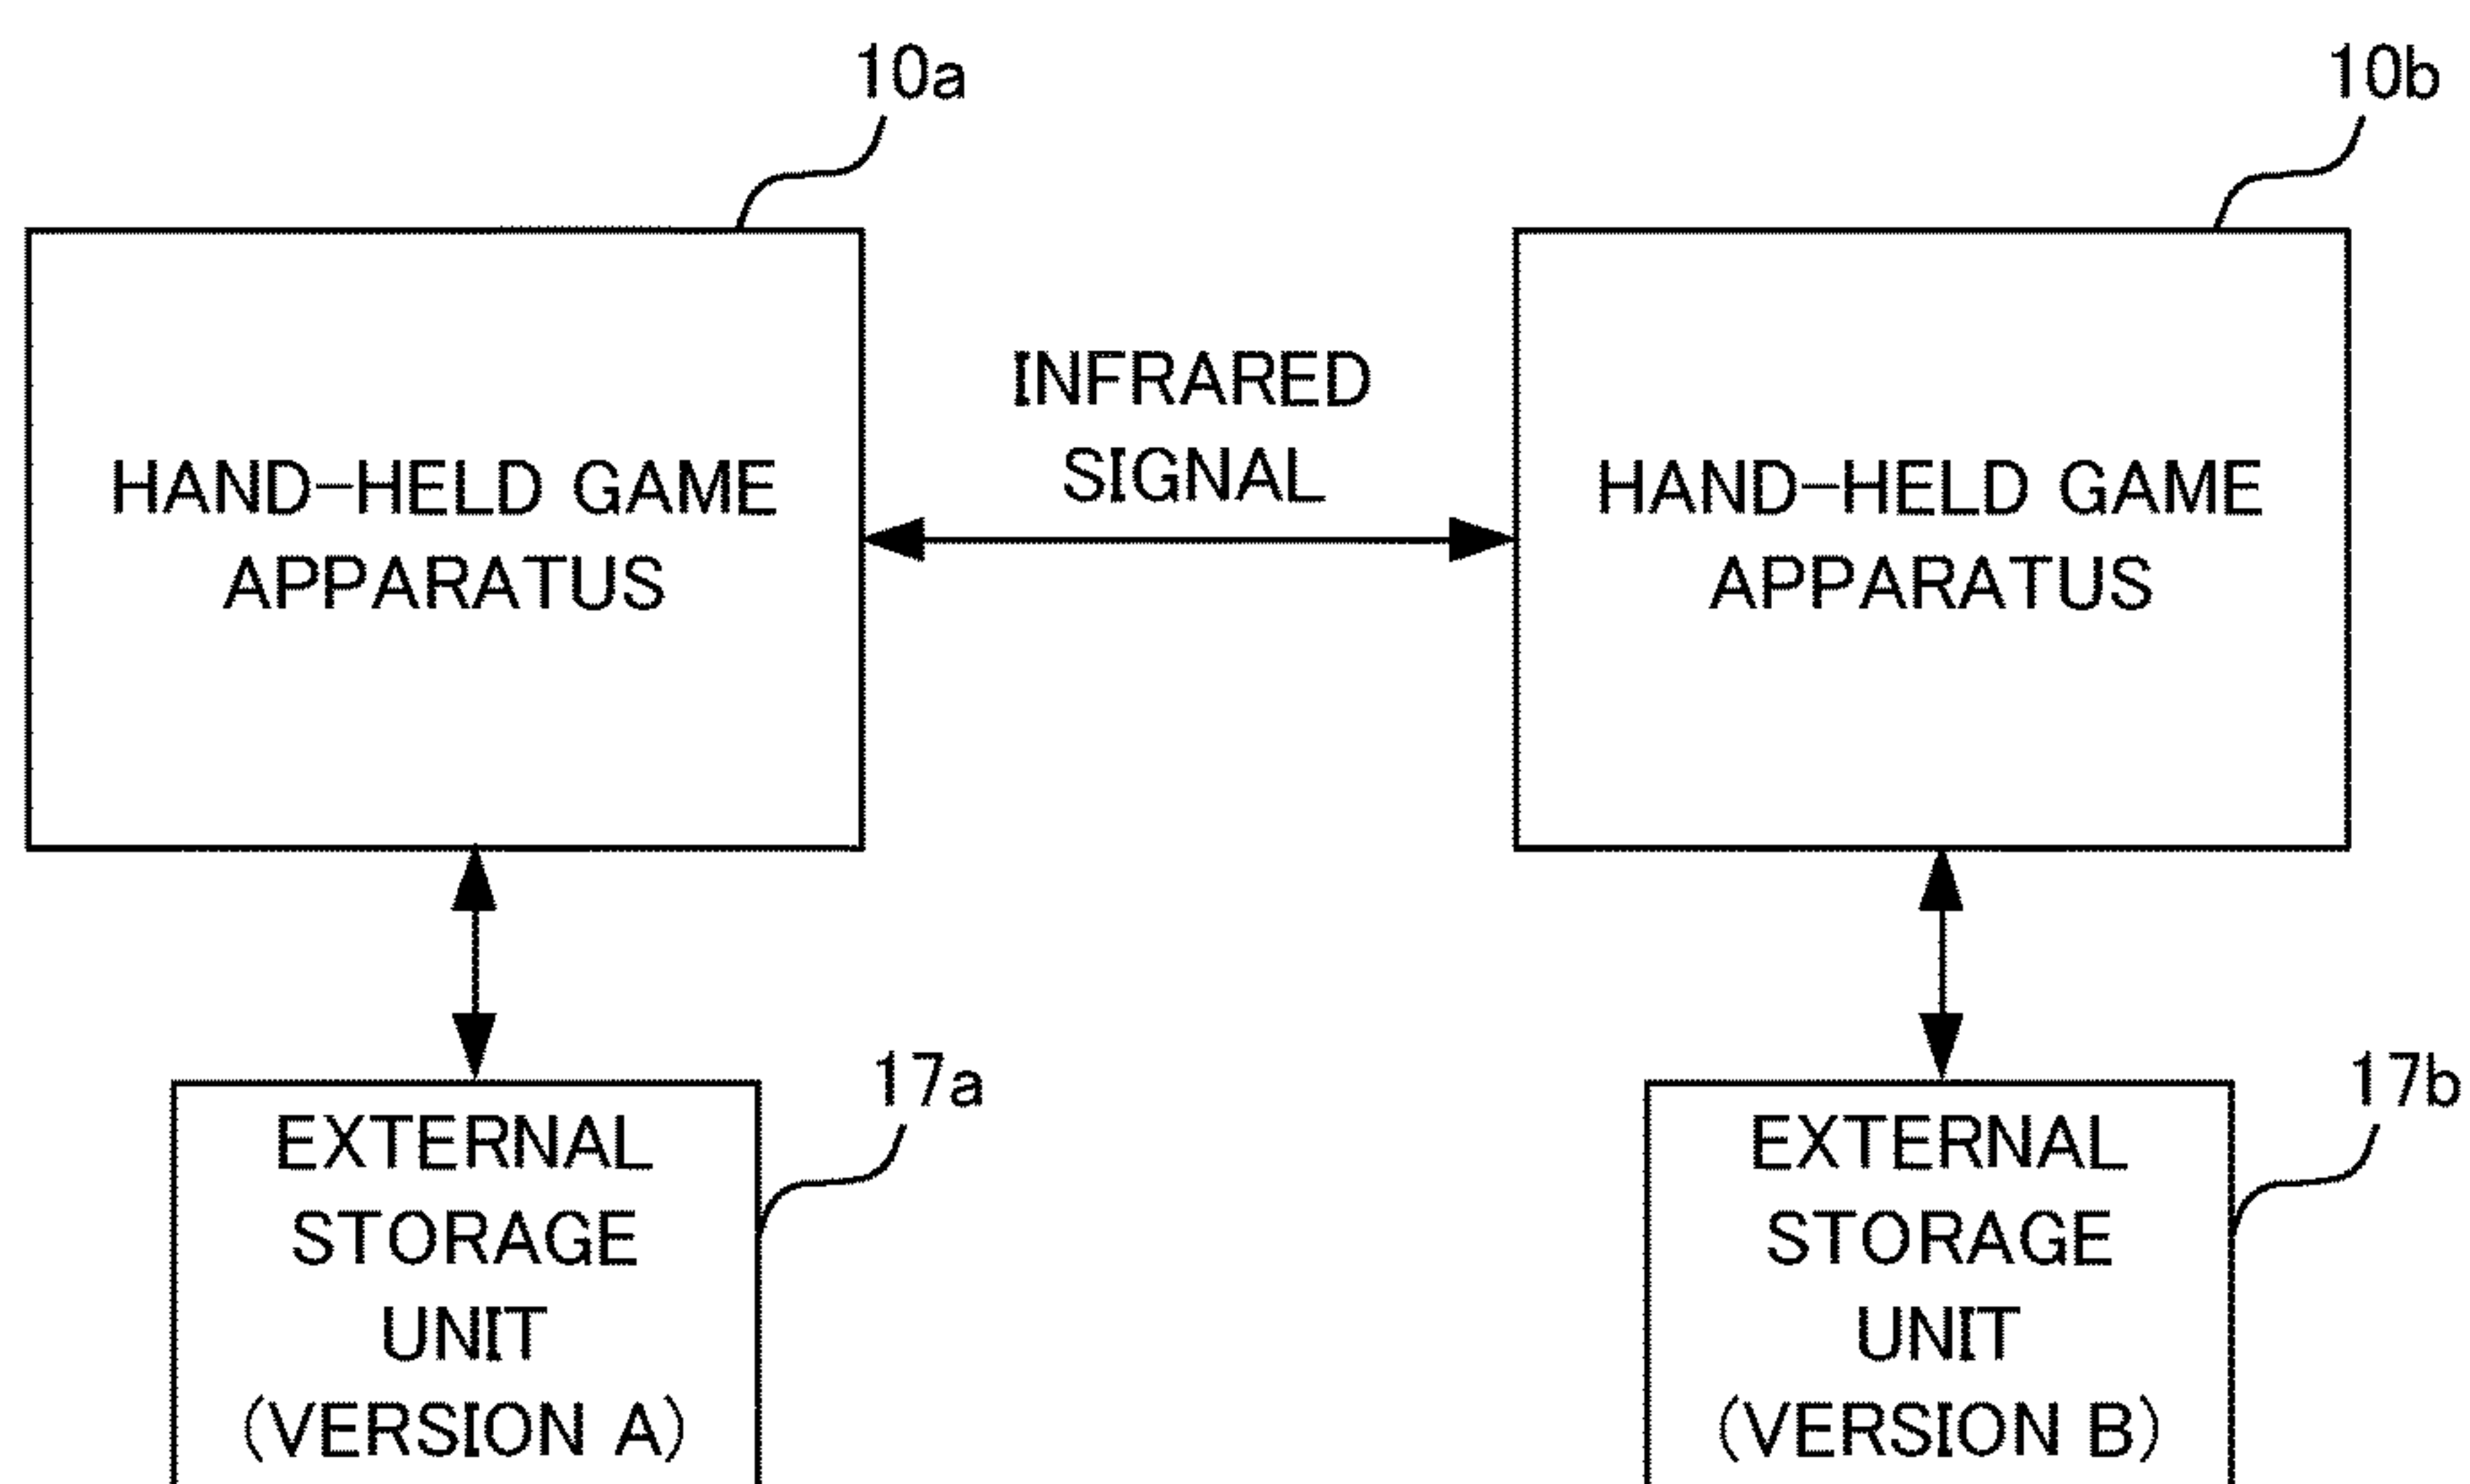 10a
10b
HAND-HELD GAME
APPARATUS
INFRARED
SIGNAL
HAND-HELD GAME
APPARATUS
17a
17b
EXTERNAL
STORAGE
UNIT
(VERSION A)
EXTERNAL
STORAGE
UNIT
(VERSION B)